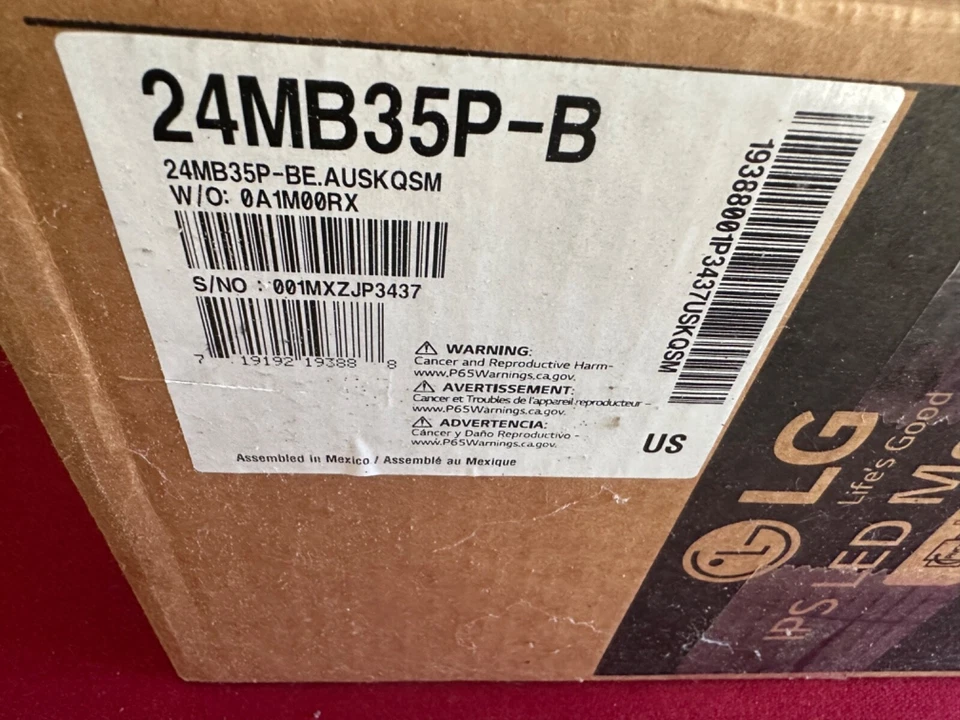 24MB35P-B
24MB35P-BE.AUSKQSM
W/O: 0A1M00RX
S/NO : 001MXZJP3437
7 19192 19388 8
WARNING:
Cancer and Reproductive Harm-
www.P65Warnings.ca.gov.
AVERTISSEMENT:
Cancer et Troubles de l'appareil reproducteur –
www.P65Warnings.ca.gov.
ADVERTENCIA:
Cáncer y Daño Reproductivo -
www.P65Warnings.ca.gov.
Assembled in Mexico / Assemblé au Mexique
US
19388001P3437USKQSM
LG
Life's Good
IPS LED